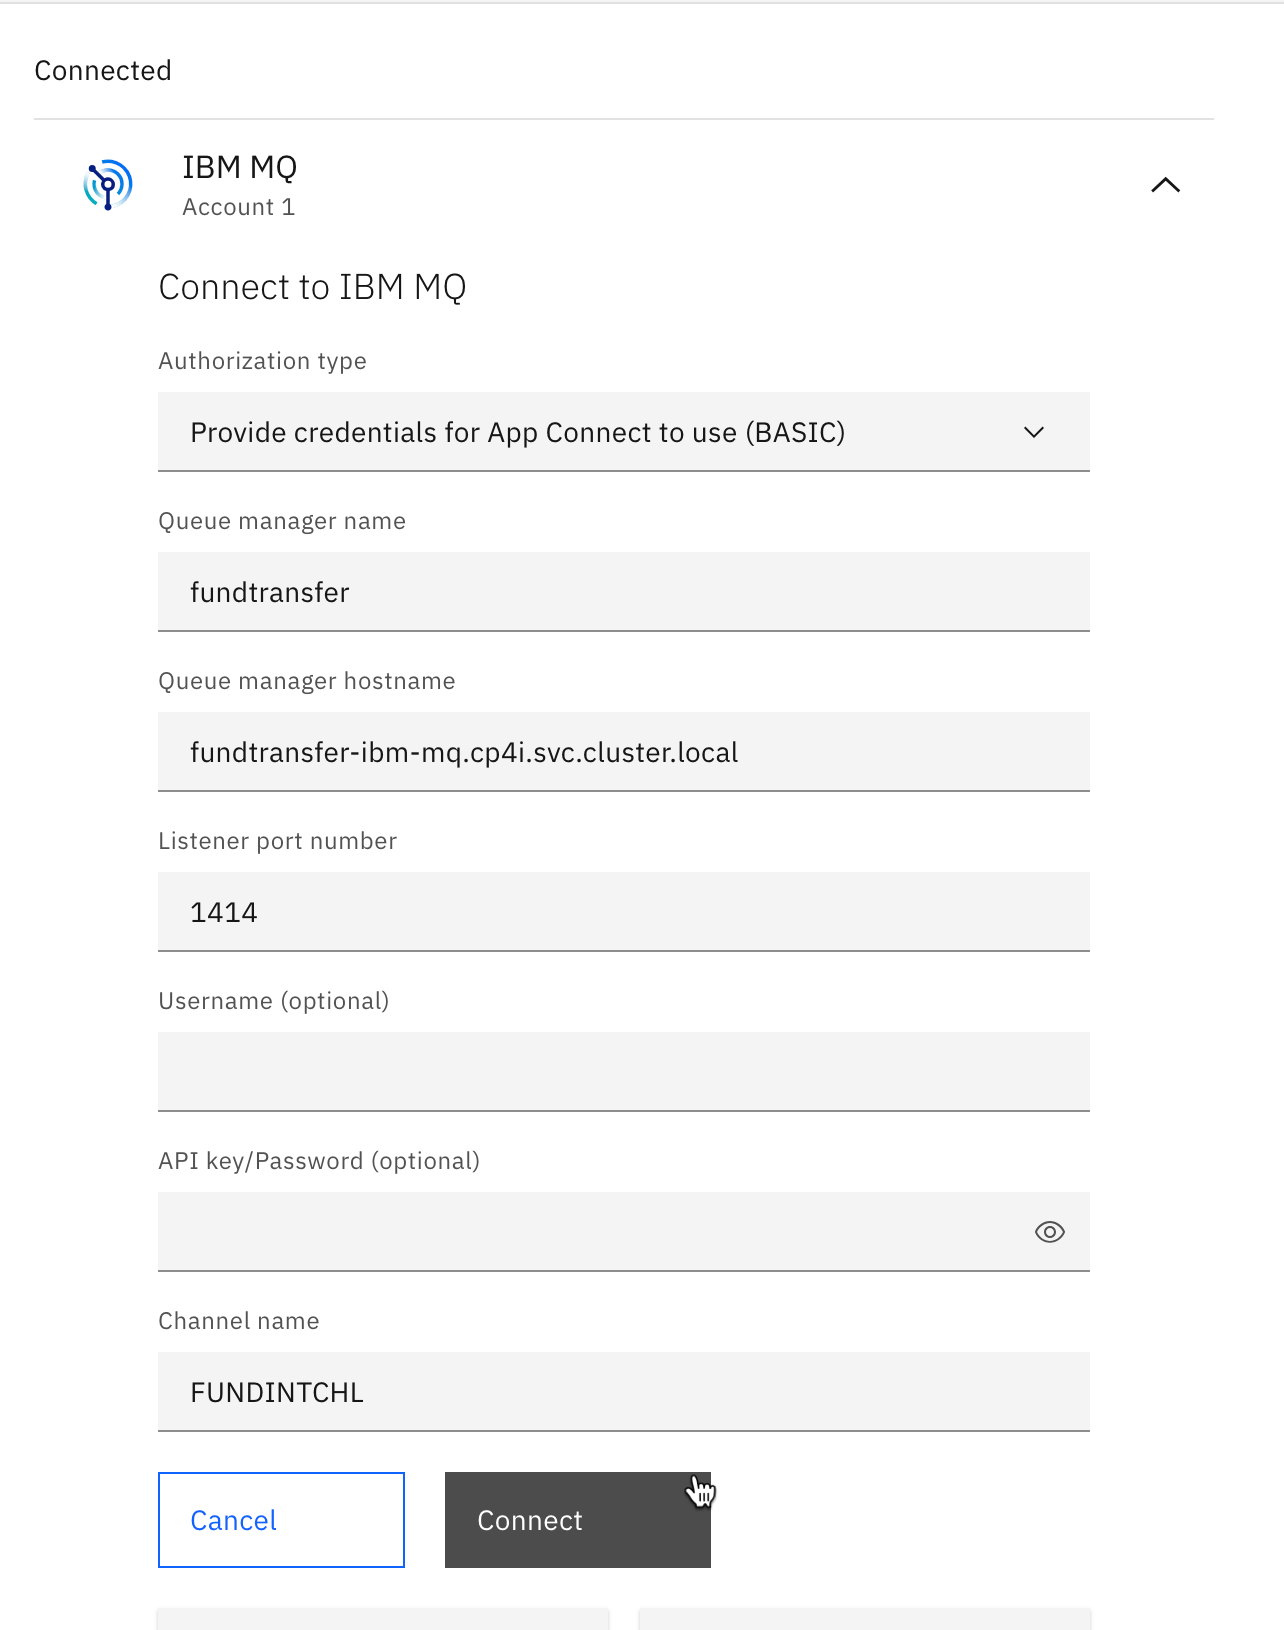 Connected
IBM MQ
Account 1
Connect to IBM MQ
Authorization type
Provide credentials for App Connect to use (BASIC)
Queue manager name
fundtransfer
Queue manager hostname
fundtransfer-ibm-mq.cp4i.svc.cluster.local
Listener port number
1414
Username (optional)
API key/Password (optional)
Channel name
FUNDINTCHL
Cancel
Connect